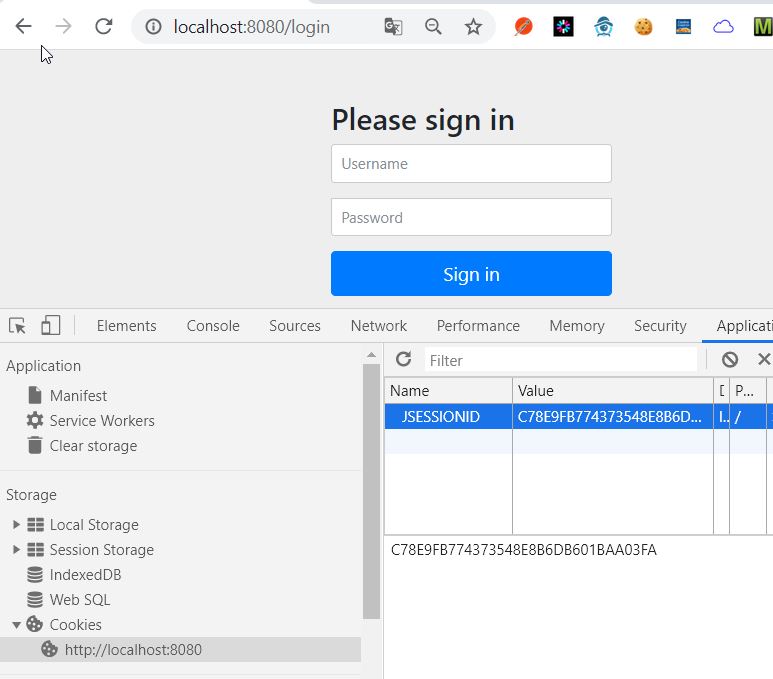 localhost:8080/login
Please sign in
Username
Password
Sign in
Elements Console Sources Network Performance Memory Security Applicati
Application
Manifest
Service Workers
Clear storage
Storage
Local Storage
Session Storage
IndexedDB
Web SQL
Cookies
http://localhost:8080
Filter
Name Value D P...
JSESSIONID C78E9FB774373548E8B6D... l.. /
C78E9FB774373548E8B6DB601BAA03FA